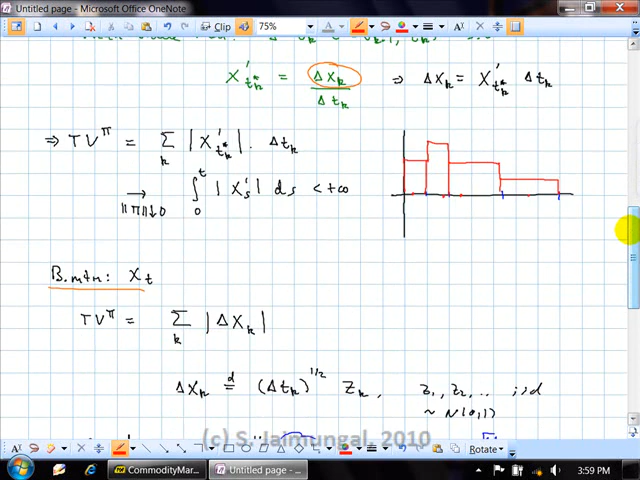 Untitled page - Microsoft Office OneNote
75%
X'_{t_k^*} = ΔX_k / Δt_k ⇒ ΔX_k = X'_{t_k^*} Δt_k
⇒ TV^π = Σ_k |X'_{t_k^*}| · Δt_k
→_{‖π‖↓0} ∫_0^t |X'_s| ds < +∞
B.mtn: X_t
TV^π = Σ_k |ΔX_k|
ΔX_k =^d (Δt_k)^{1/2} Z_k, Z_1, Z_2, .. iid
~ N(0,1)
(c) S. Jaimungal, 2010
Rotate
CommodityMar...
Untitled page - Micr...
3:59 PM